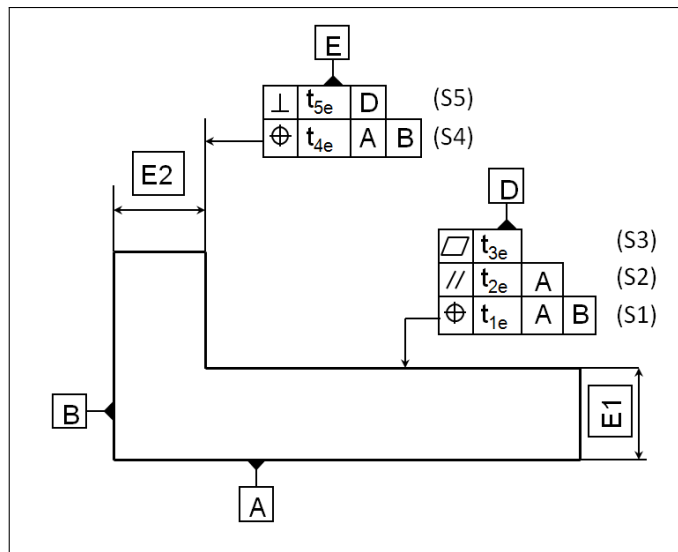 E
⊥ t5e D (S5)
⌖ t4e A B (S4)
E2
D
⏥ t3e (S3)
// t2e A (S2)
⌖ t1e A B (S1)
B
E1
A